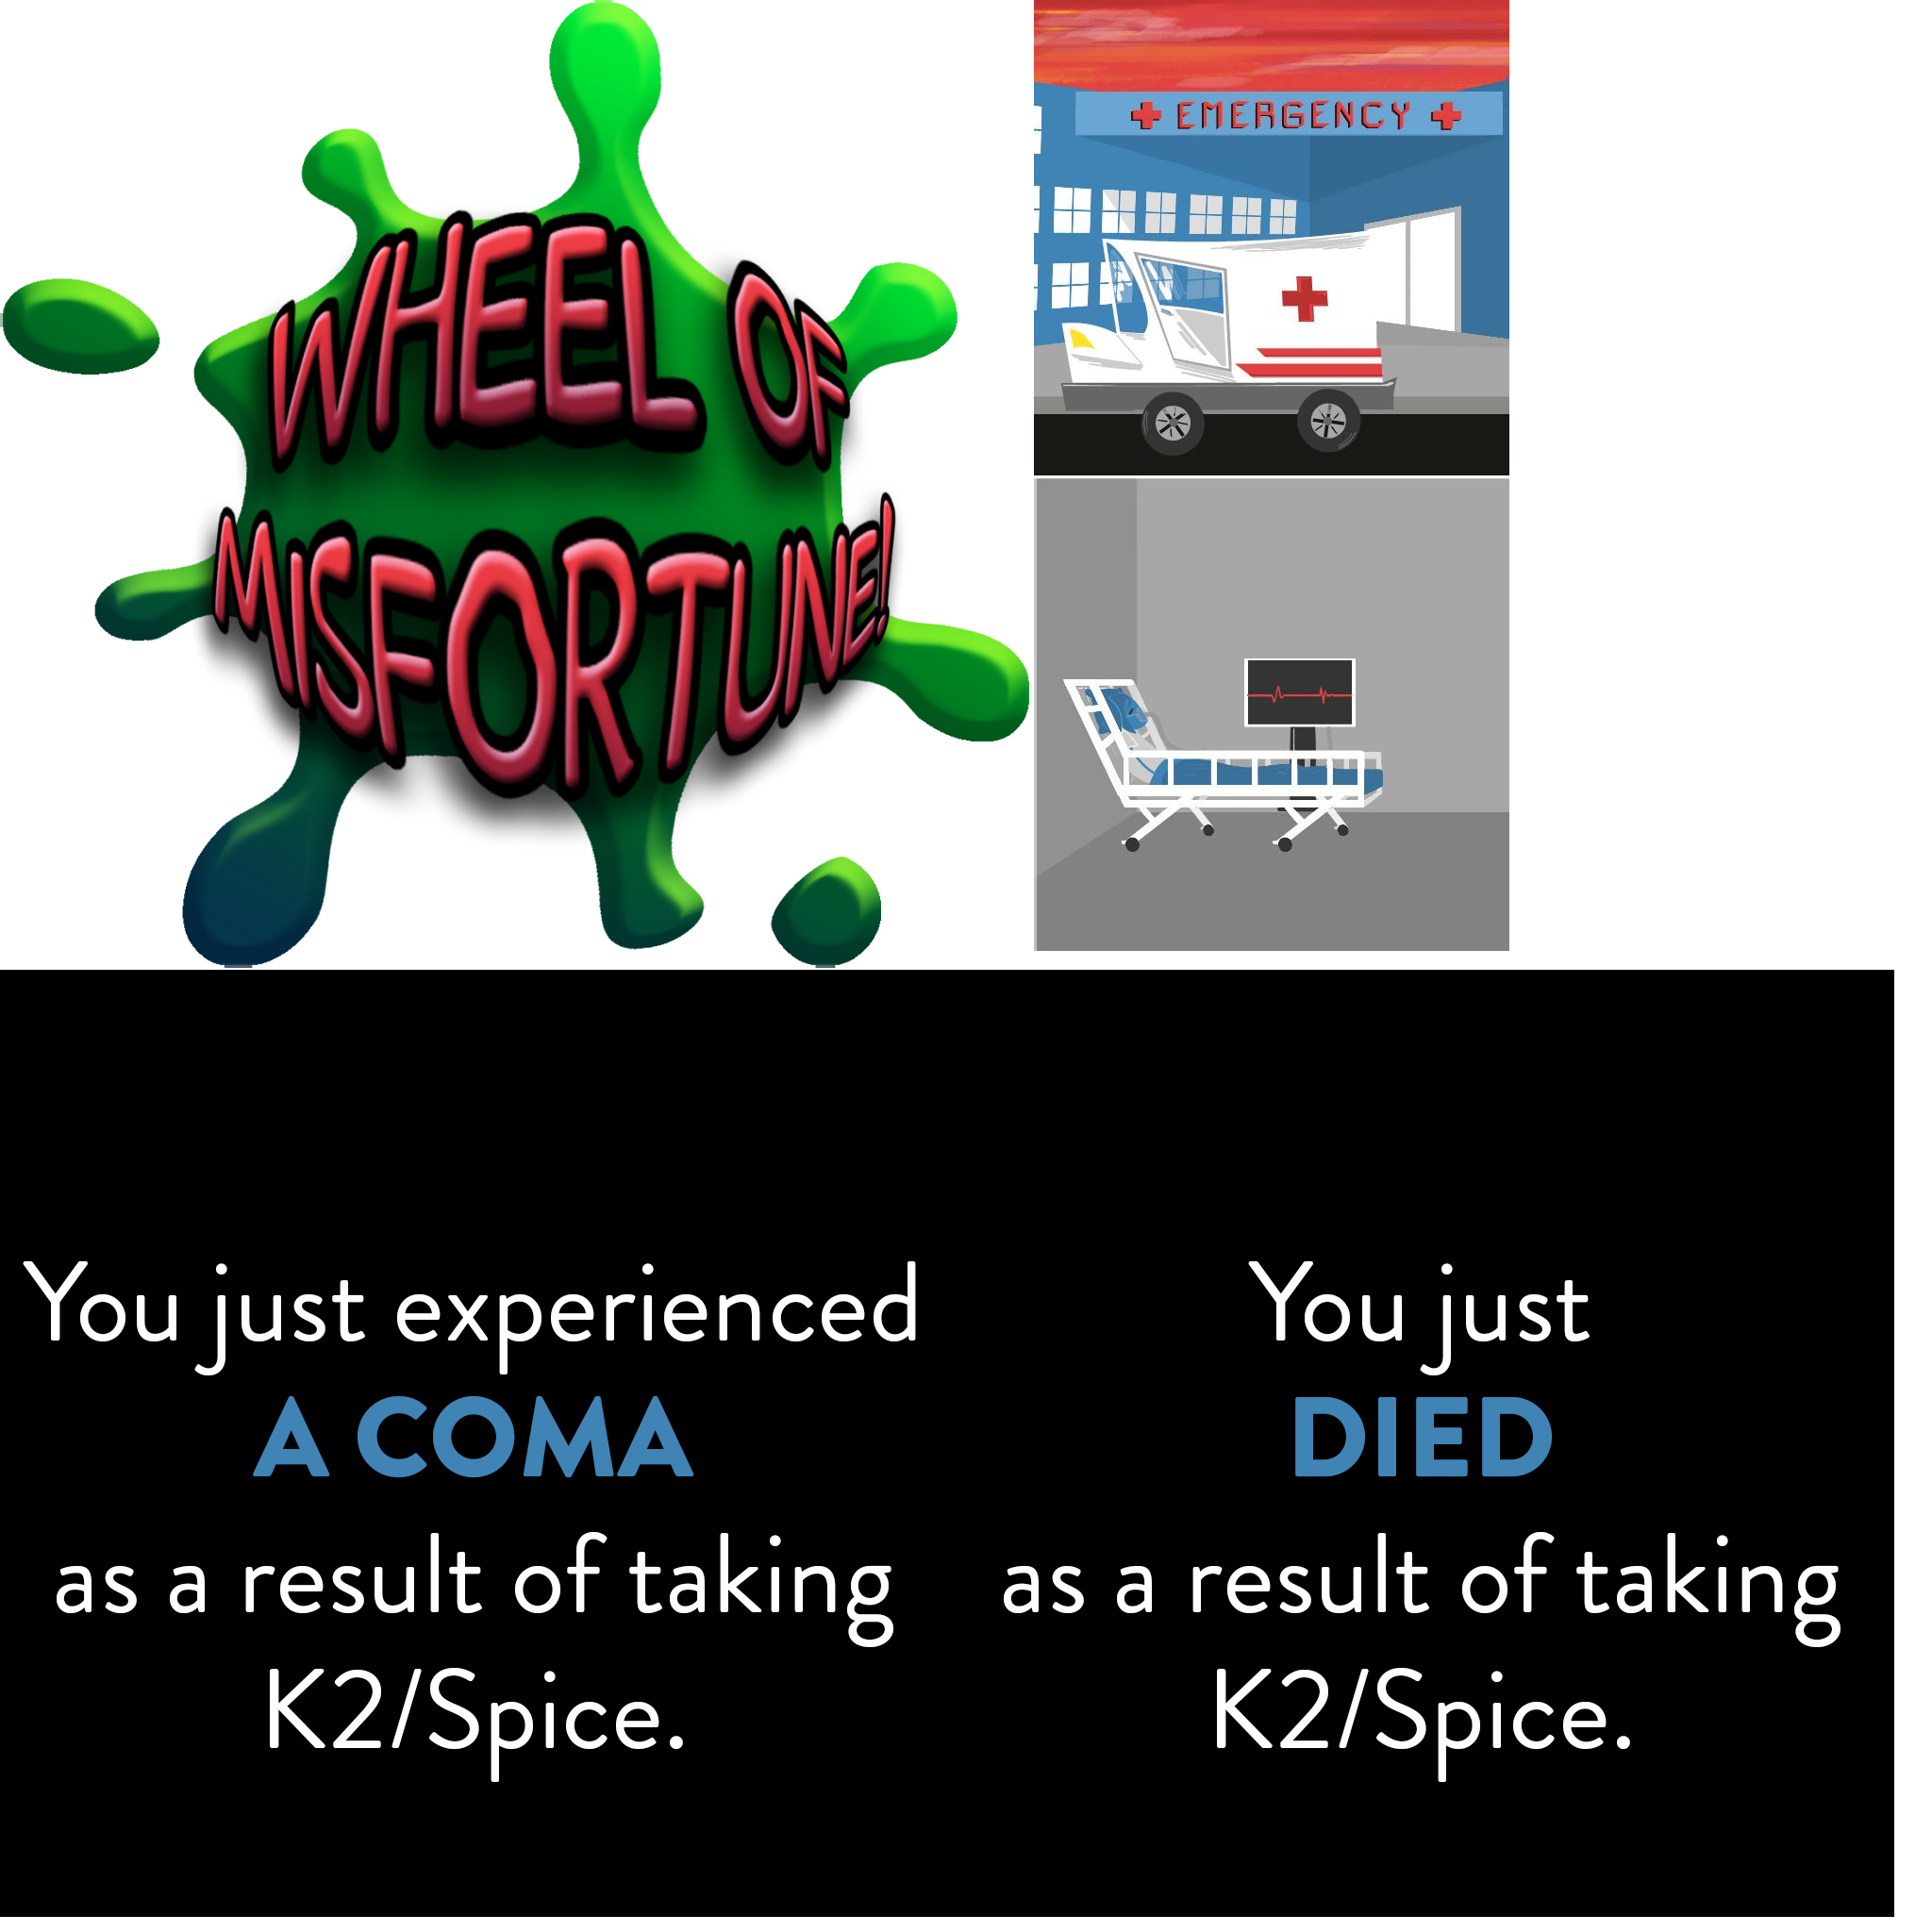 WHEEL OF
MISFORTUNE!
EMERGENCY
You just experienced
A COMA
as a result of taking
K2/Spice.
You just
DIED
as a result of taking
K2/Spice.